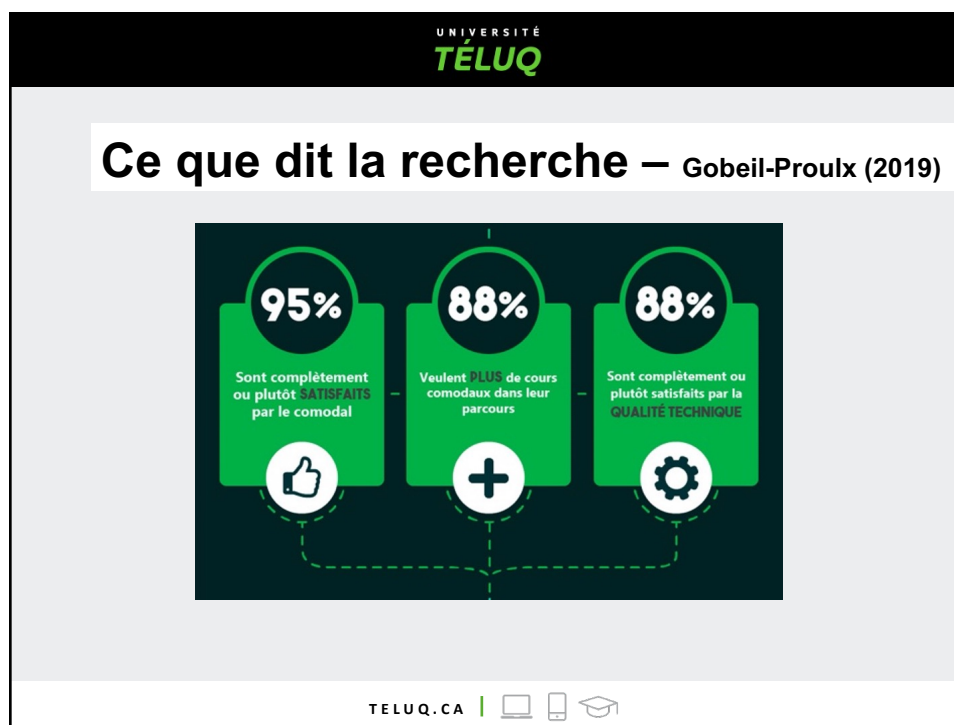 UNIVERSITÉ
TÉLUQ
Ce que dit la recherche – Gobeil-Proulx (2019)
95%
Sont complètement
ou plutôt SATISFAITS
par le comodal
88%
Veulent PLUS de cours
comodaux dans leur
parcours
88%
Sont complètement ou
plutôt satisfaits par la
QUALITÉ TECHNIQUE
TELUQ.CA